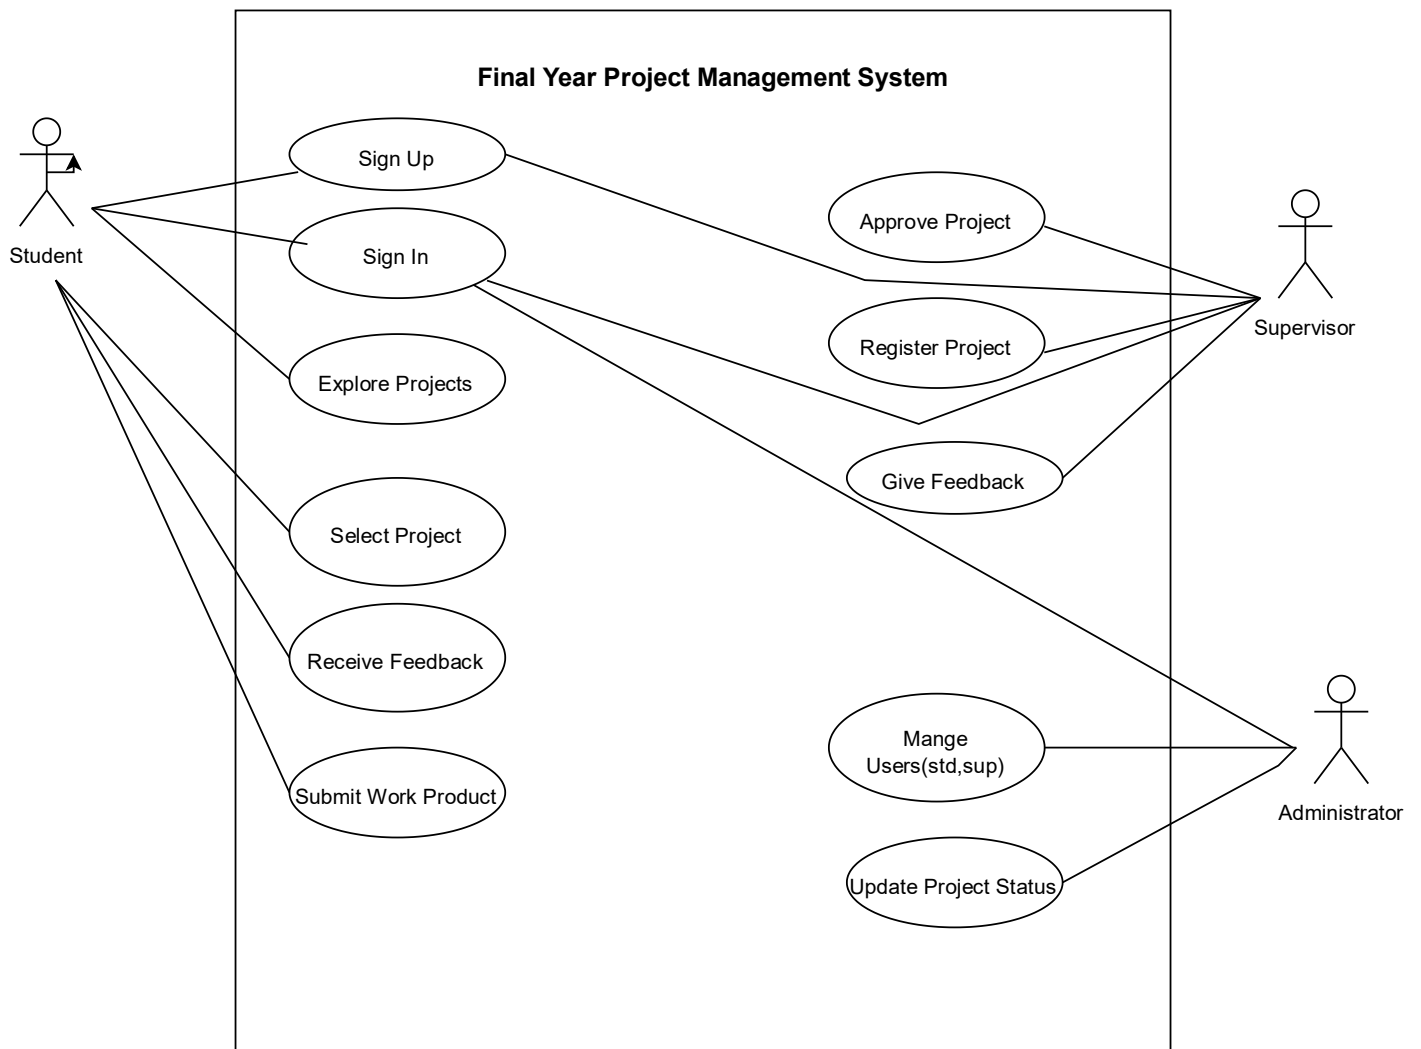 Final Year Project Management System
Sign Up
Approve Project
Student
Sign In
Supervisor
Register Project
Explore Projects
Give Feedback
Select Project
Receive Feedback
Mange
Users(std,sup)
Submit Work Product
Administrator
Update Project Status